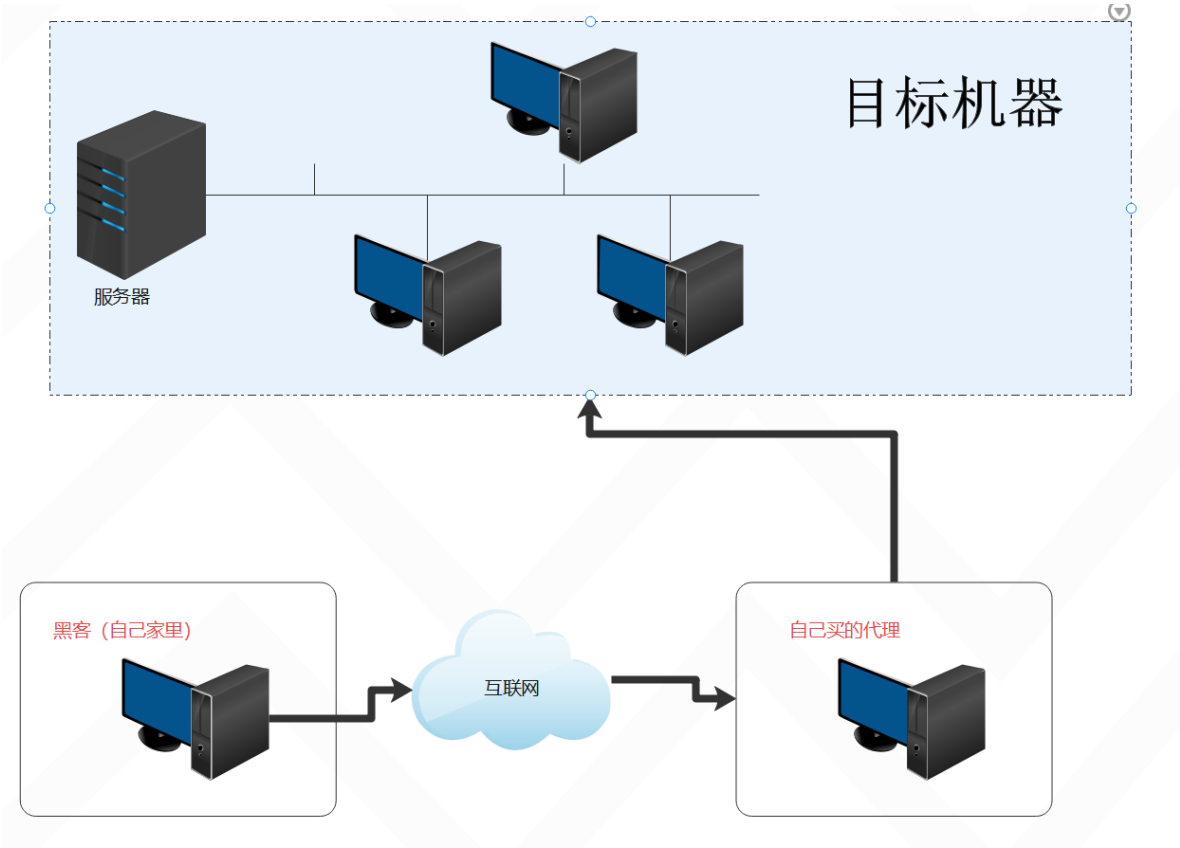 目标机器
服务器
黑客（自己家里）
互联网
自己买的代理